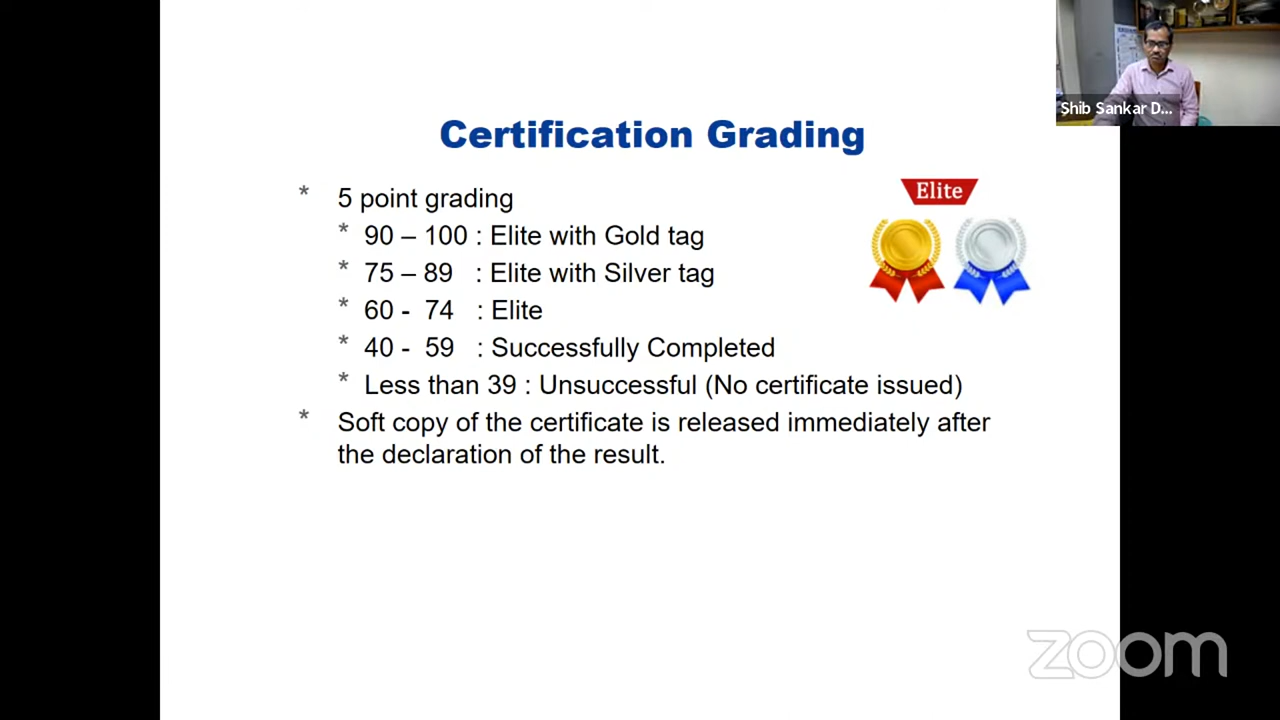 Shib Sankar D...
Certification Grading
* 5 point grading
* 90 – 100 : Elite with Gold tag
* 75 – 89 : Elite with Silver tag
* 60 - 74 : Elite
* 40 - 59 : Successfully Completed
* Less than 39 : Unsuccessful (No certificate issued)
* Soft copy of the certificate is released immediately after
the declaration of the result.
Elite
zoom